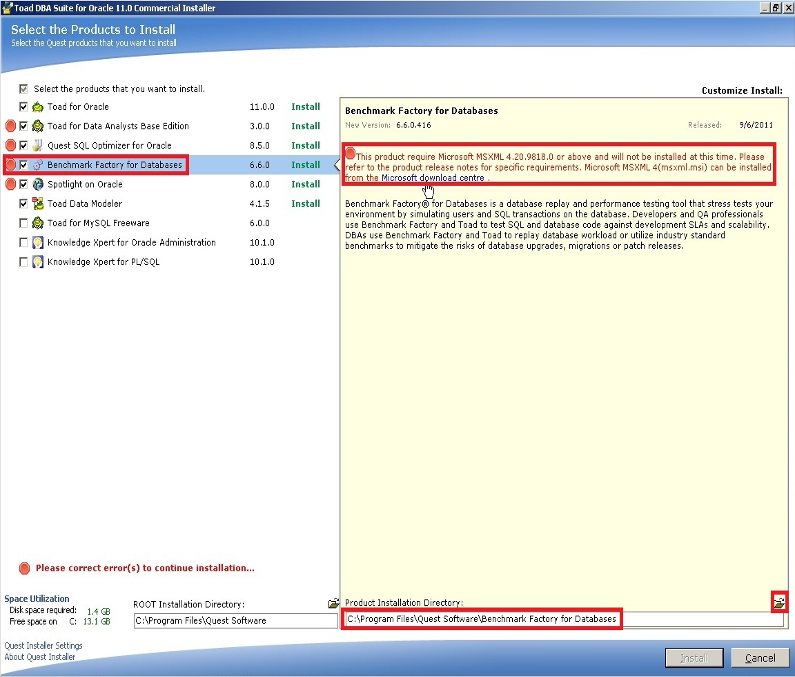 Toad DBA Suite for Oracle 11.0 Commercial Installer
Select the Products to Install
Select the Quest products that you want to install
Select the products that you want to install.
Toad for Oracle 11.0.0 Install
Toad for Data Analysts Base Edition 3.0.0 Install
Quest SQL Optimizer for Oracle 8.5.0 Install
Benchmark Factory for Databases 6.6.0 Install
Spotlight on Oracle 8.0.0 Install
Toad Data Modeler 4.1.5 Install
Toad for MySQL Freeware 6.0.0
Knowledge Xpert for Oracle Administration 10.1.0
Knowledge Xpert for PL/SQL 10.1.0
Customize Install:
Benchmark Factory for Databases
New Version: 6.6.0.416 Released: 9/6/2011
This product require Microsoft MSXML 4.20.9818.0 or above and will not be installed at this time. Please
refer to the product release notes for specific requirements. Microsoft MSXML 4(msxml.msi) can be installed
from the Microsoft download centre .
Benchmark Factory® for Databases is a database replay and performance testing tool that stress tests your
environment by simulating users and SQL transactions on the database. Developers and QA professionals
use Benchmark Factory and Toad to test SQL and database code against development SLAs and scalability.
DBAs use Benchmark Factory and Toad to replay database workload or utilize industry standard
benchmarks to mitigate the risks of database upgrades, migrations or patch releases.
Please correct error(s) to continue installation...
Space Utilization
Disk space required: 1.4 GB
Free space on C: 13.1 GB
ROOT Installation Directory:
C:\Program Files\Quest Software
Product Installation Directory:
C:\Program Files\Quest Software\Benchmark Factory for Databases
Quest Installer Settings
About Quest Installer
Install
Cancel